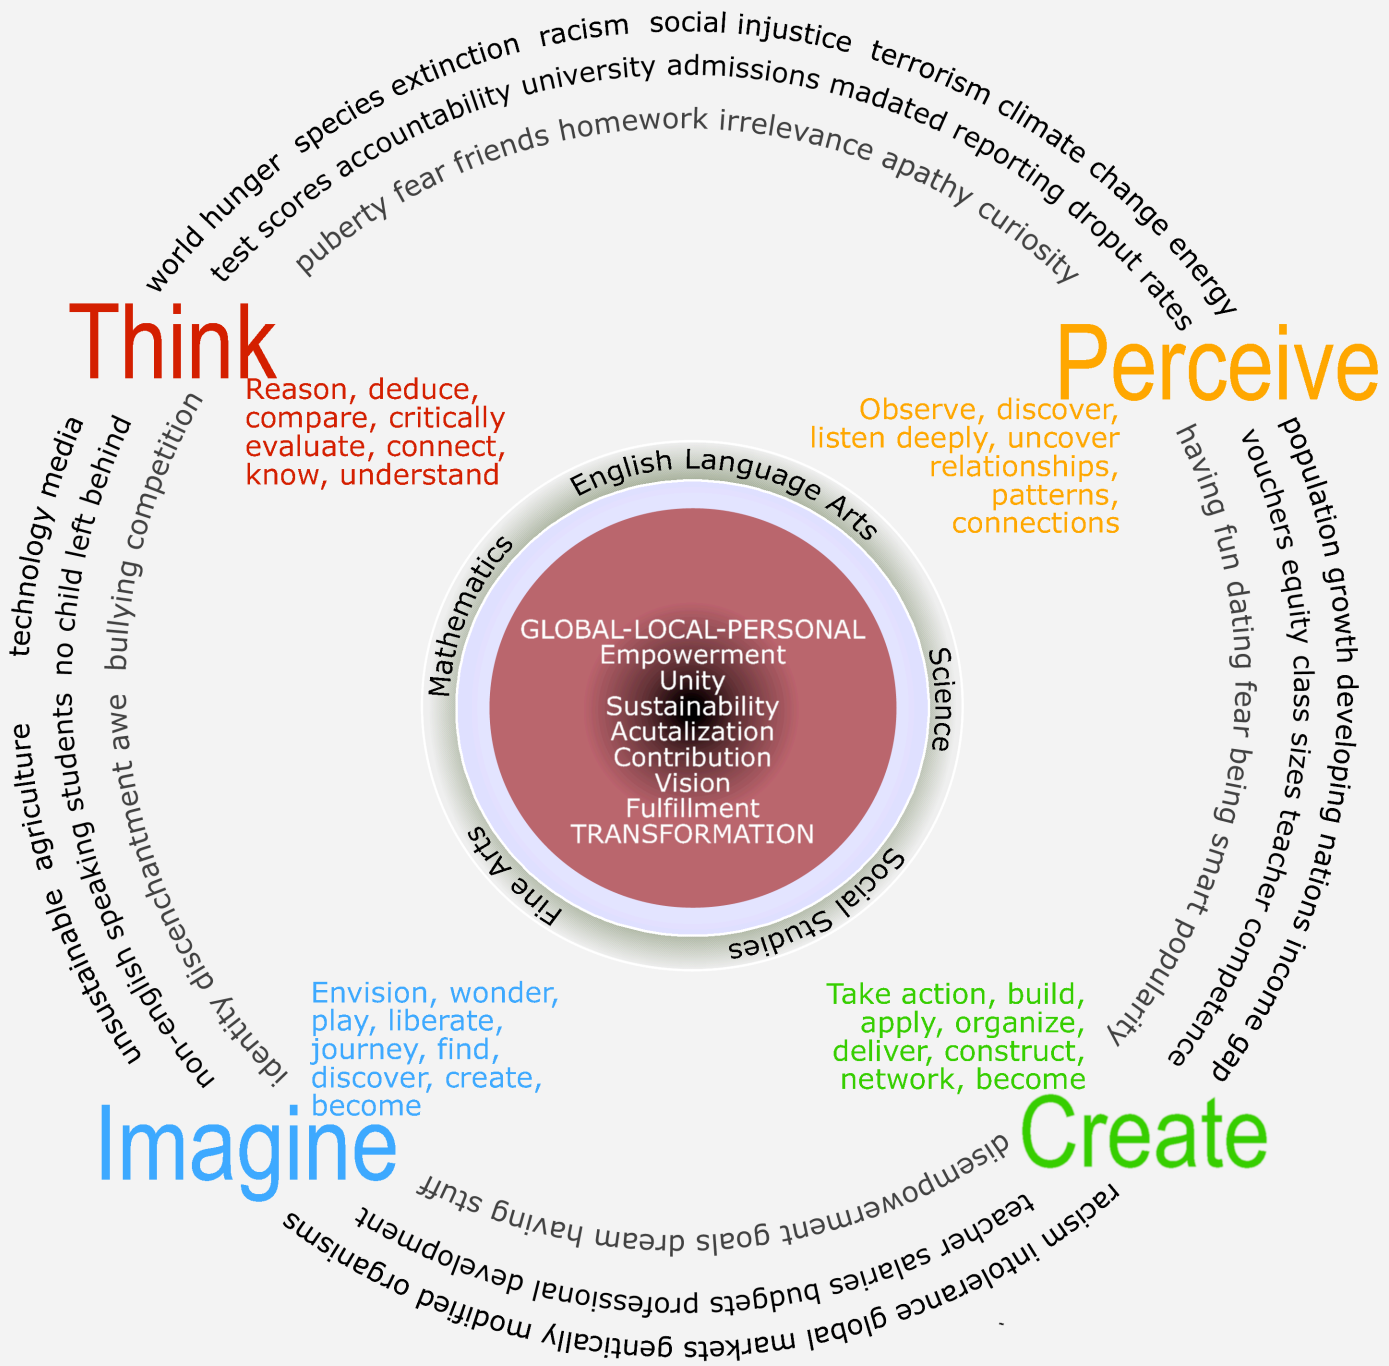 world hunger species extinction racism social injustice terrorism climate change energy
test scores accountability university admissions madated reporting droput rates
puberty fear friends homework irrelevance apathy curiosity
Think
Reason, deduce,
compare, critically
evaluate, connect,
know, understand
Perceive
Observe, discover,
listen deeply, uncover
relationships,
patterns,
connections
population growth developing nations income gap
vouchers equity class sizes teacher competence
having fun dating fear being smart popularity
English Language Arts
Science
Social Studies
Fine Arts
Mathematics
GLOBAL-LOCAL-PERSONAL
Empowerment
Unity
Sustainability
Acutalization
Contribution
Vision
Fulfillment
TRANSFORMATION
Create
Take action, build,
apply, organize,
deliver, construct,
network, become
racism intolerance global markets gentically modified organisms
teacher salaries budgets professional development
disempowerment goals dream having stuff
Imagine
Envision, wonder,
play, liberate,
journey, find,
discover, create,
become
unsustainable agriculture technology media
non-english speaking students no child left behind
identity discenchantment awe bullying competition